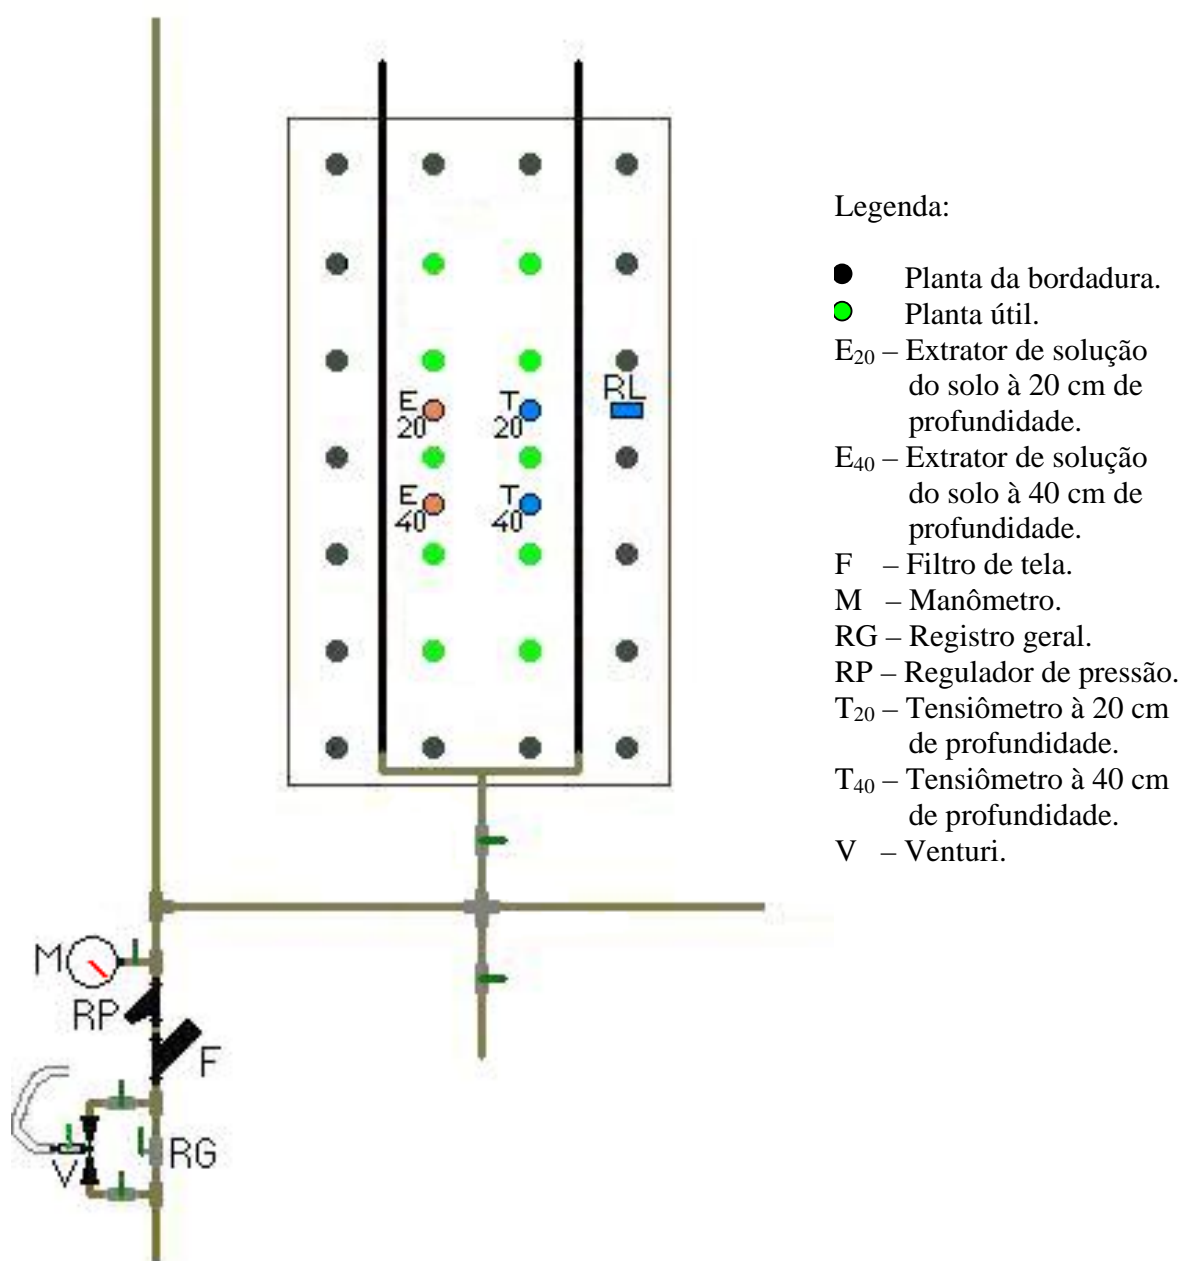 E
20
T
20
RL
E
40
T
40
M
RP
F
V
RG
Legenda:
Planta da bordadura.
Planta útil.
E20 – Extrator de solução
do solo à 20 cm de
profundidade.
E40 – Extrator de solução
do solo à 40 cm de
profundidade.
F – Filtro de tela.
M – Manômetro.
RG – Registro geral.
RP – Regulador de pressão.
T20 – Tensiômetro à 20 cm
de profundidade.
T40 – Tensiômetro à 40 cm
de profundidade.
V – Venturi.